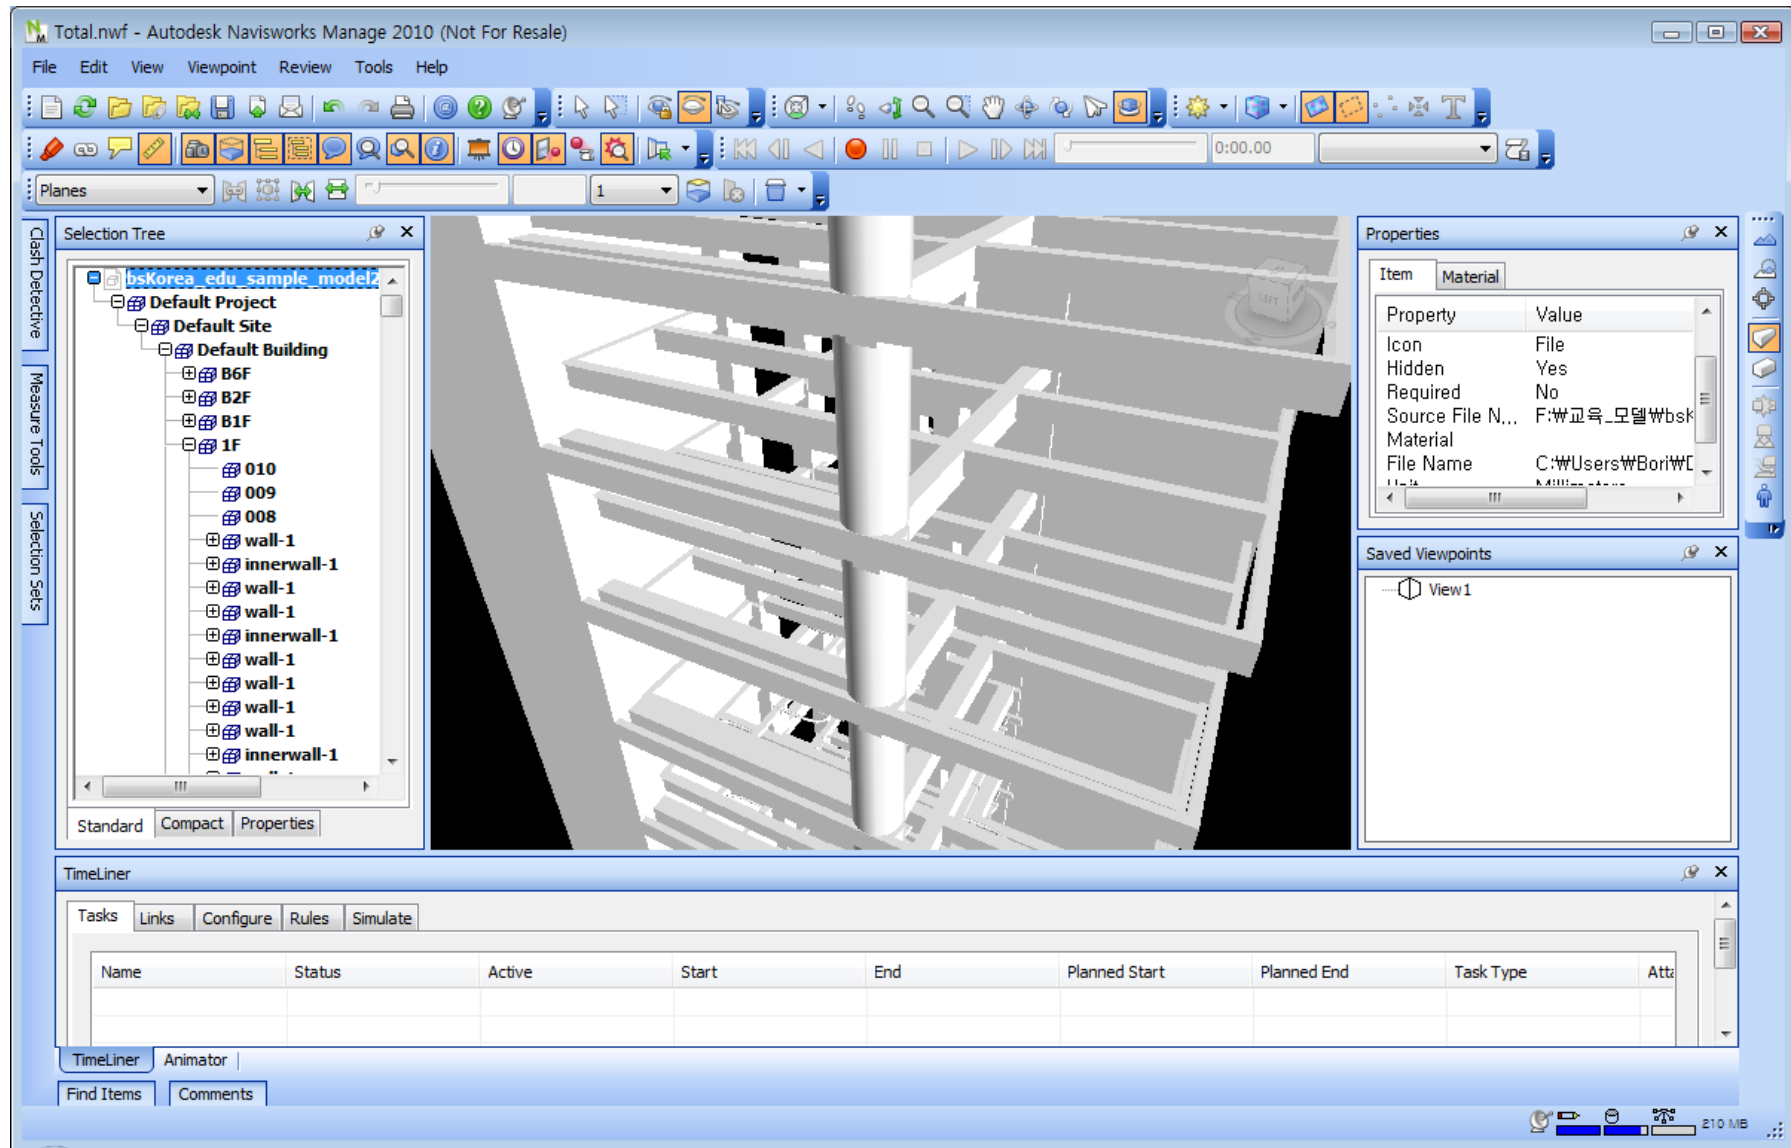 Total.nwf - Autodesk Navisworks Manage 2010 (Not For Resale)
File Edit View Viewpoint Review Tools Help
0:00.00
Planes
1
Clash Detective
Measure Tools
Selection Sets
Selection Tree
bsKorea_edu_sample_model2
Default Project
Default Site
Default Building
B6F
B2F
B1F
1F
010
009
008
wall-1
innerwall-1
wall-1
wall-1
innerwall-1
wall-1
wall-1
wall-1
wall-1
innerwall-1
Standard Compact Properties
LEFT
Properties
Item Material
Property Value
Icon File
Hidden Yes
Required No
Source File N... F:₩교육_모델₩bsK
Material
File Name C:₩Users₩Bori₩D
Unit Millimeters
Saved Viewpoints
View1
TimeLiner
Tasks Links Configure Rules Simulate
Name Status Active Start End Planned Start Planned End Task Type Atta
TimeLiner Animator
Find Items Comments
210 MB